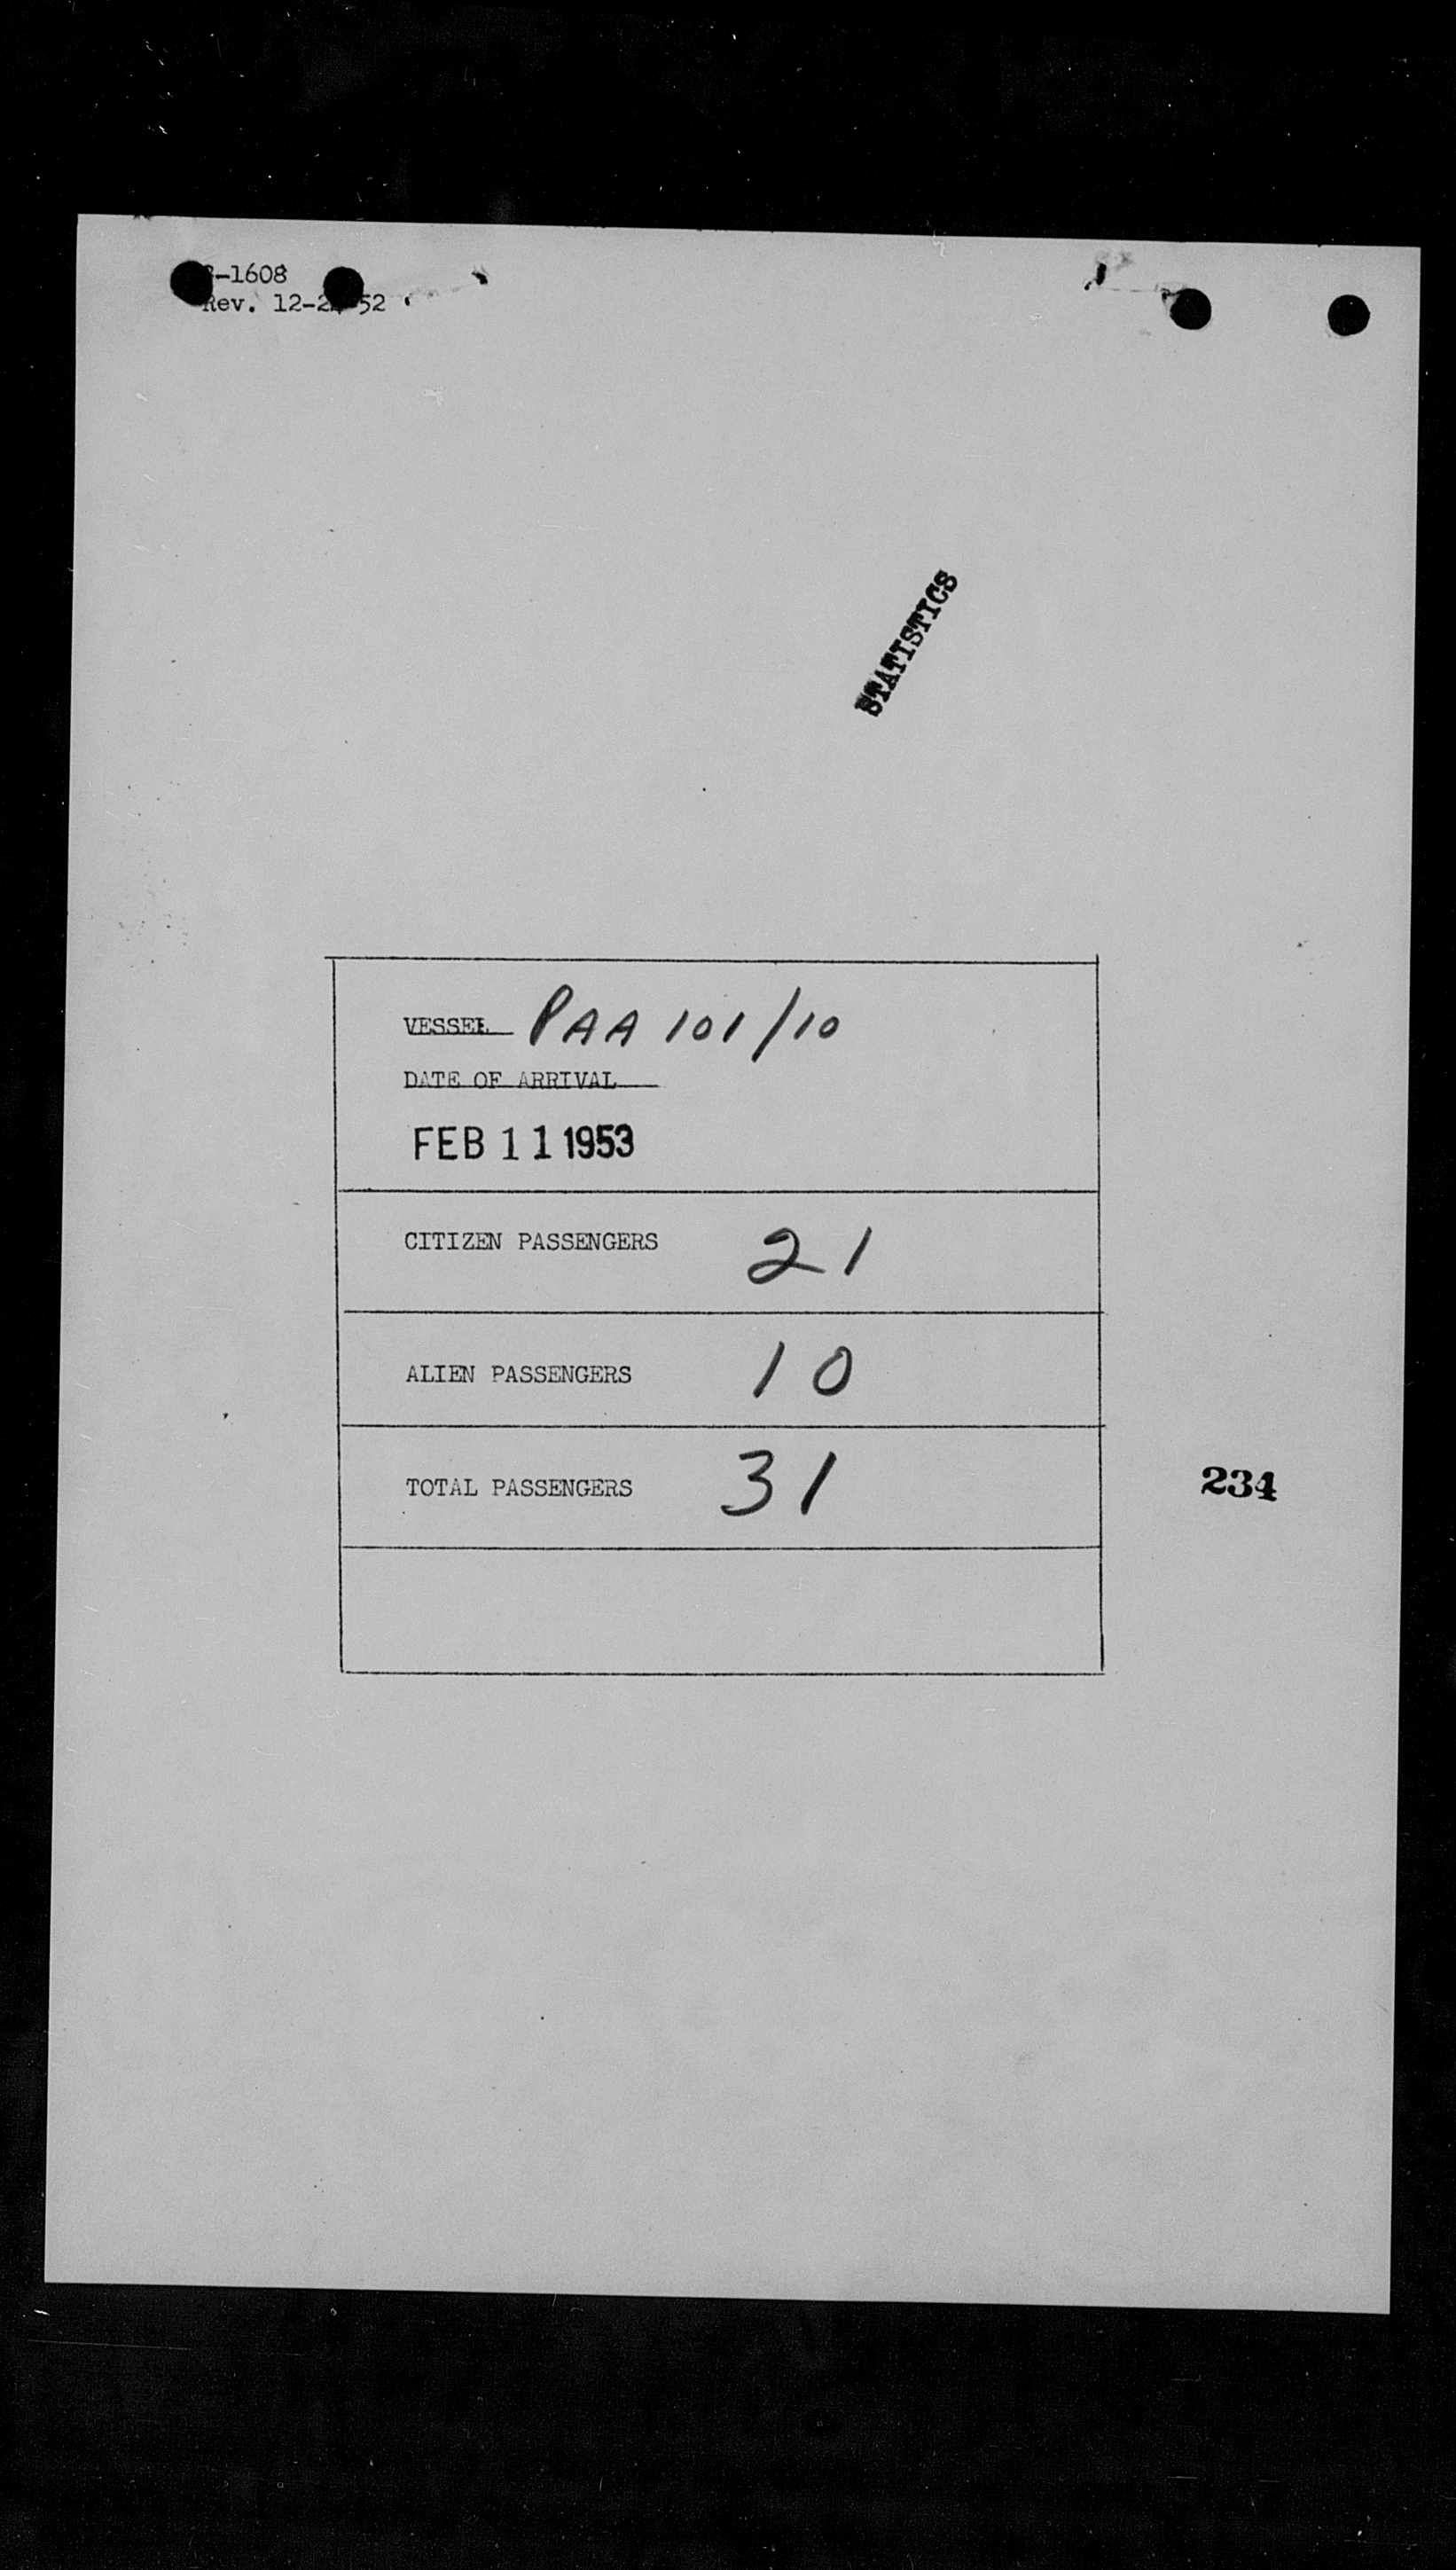 -1608
Rev. 12-2 52
STATISTICS
VESSEL PAA 101/10
DATE OF ARRIVAL
FEB 11 1953
CITIZEN PASSENGERS 21
ALIEN PASSENGERS 10
TOTAL PASSENGERS 31
234